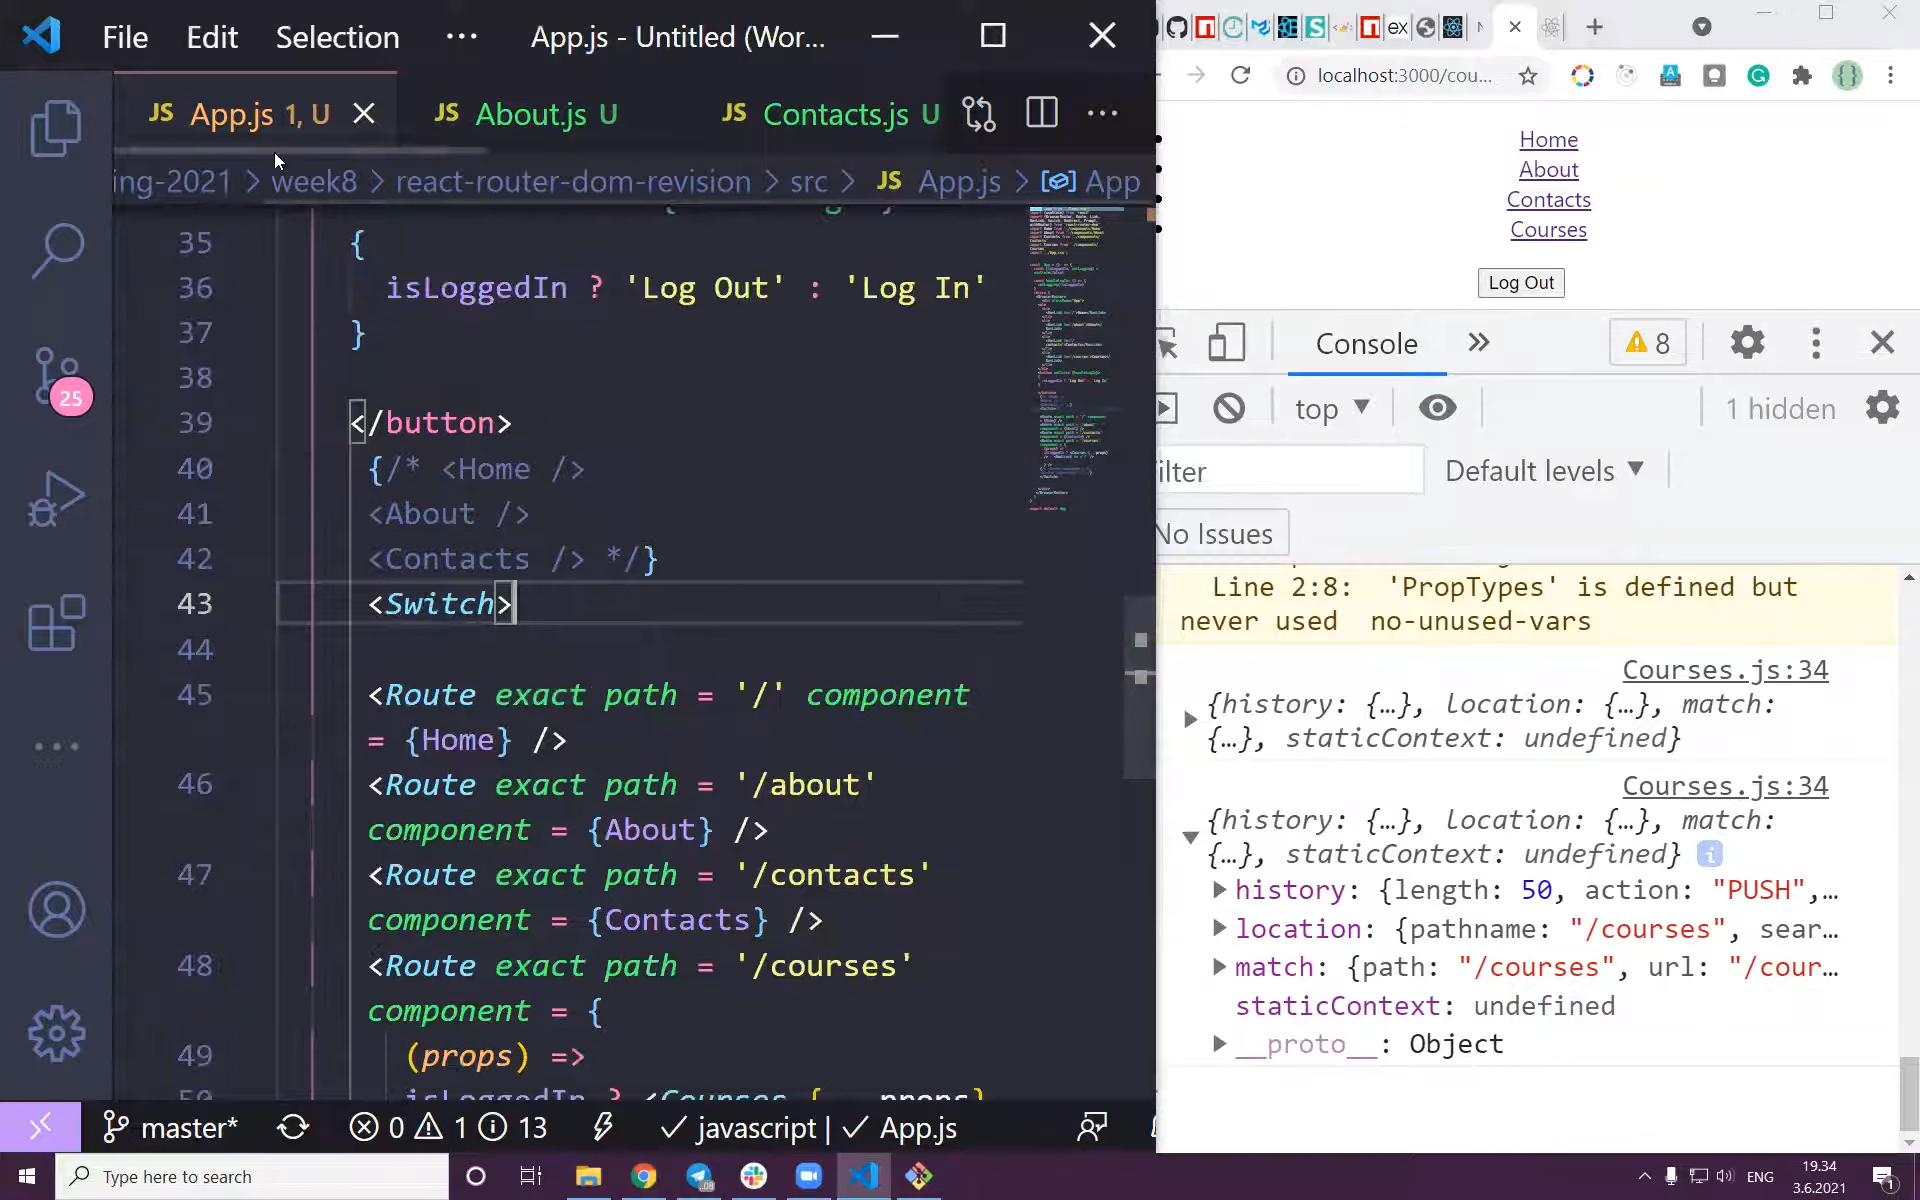 File Edit Selection ··· App.js - Untitled (Wor...
JS App.js 1, U JS About.js U JS Contacts.js U
ing-2021 > week8 > react-router-dom-revision > src > JS App.js > App
35 {
36 isLoggedIn ? 'Log Out' : 'Log In'
37 }
38
39 </button>
40 {/* <Home />
41 <About />
42 <Contacts /> */}
43 <Switch>
44
45 <Route exact path = '/' component
= {Home} />
46 <Route exact path = '/about'
component = {About} />
47 <Route exact path = '/contacts'
component = {Contacts} />
48 <Route exact path = '/courses'
component = {
49 (props) =>
50 isLoggedIn ? <Courses {...props}
25
master* 0 1 13 javascript | App.js
localhost:3000/cou...
ex
Home
About
Contacts
Courses
Log Out
Console 8
top 1 hidden
ilter Default levels
No Issues
Line 2:8: 'PropTypes' is defined but
never used no-unused-vars
Courses.js:34
{history: {…}, location: {…}, match:
{…}, staticContext: undefined}
Courses.js:34
{history: {…}, location: {…}, match:
{…}, staticContext: undefined} i
history: {length: 50, action: "PUSH",…
location: {pathname: "/courses", sear…
match: {path: "/courses", url: "/cour…
staticContext: undefined
__proto__: Object
Type here to search
ENG
19.34
3.6.2021
1